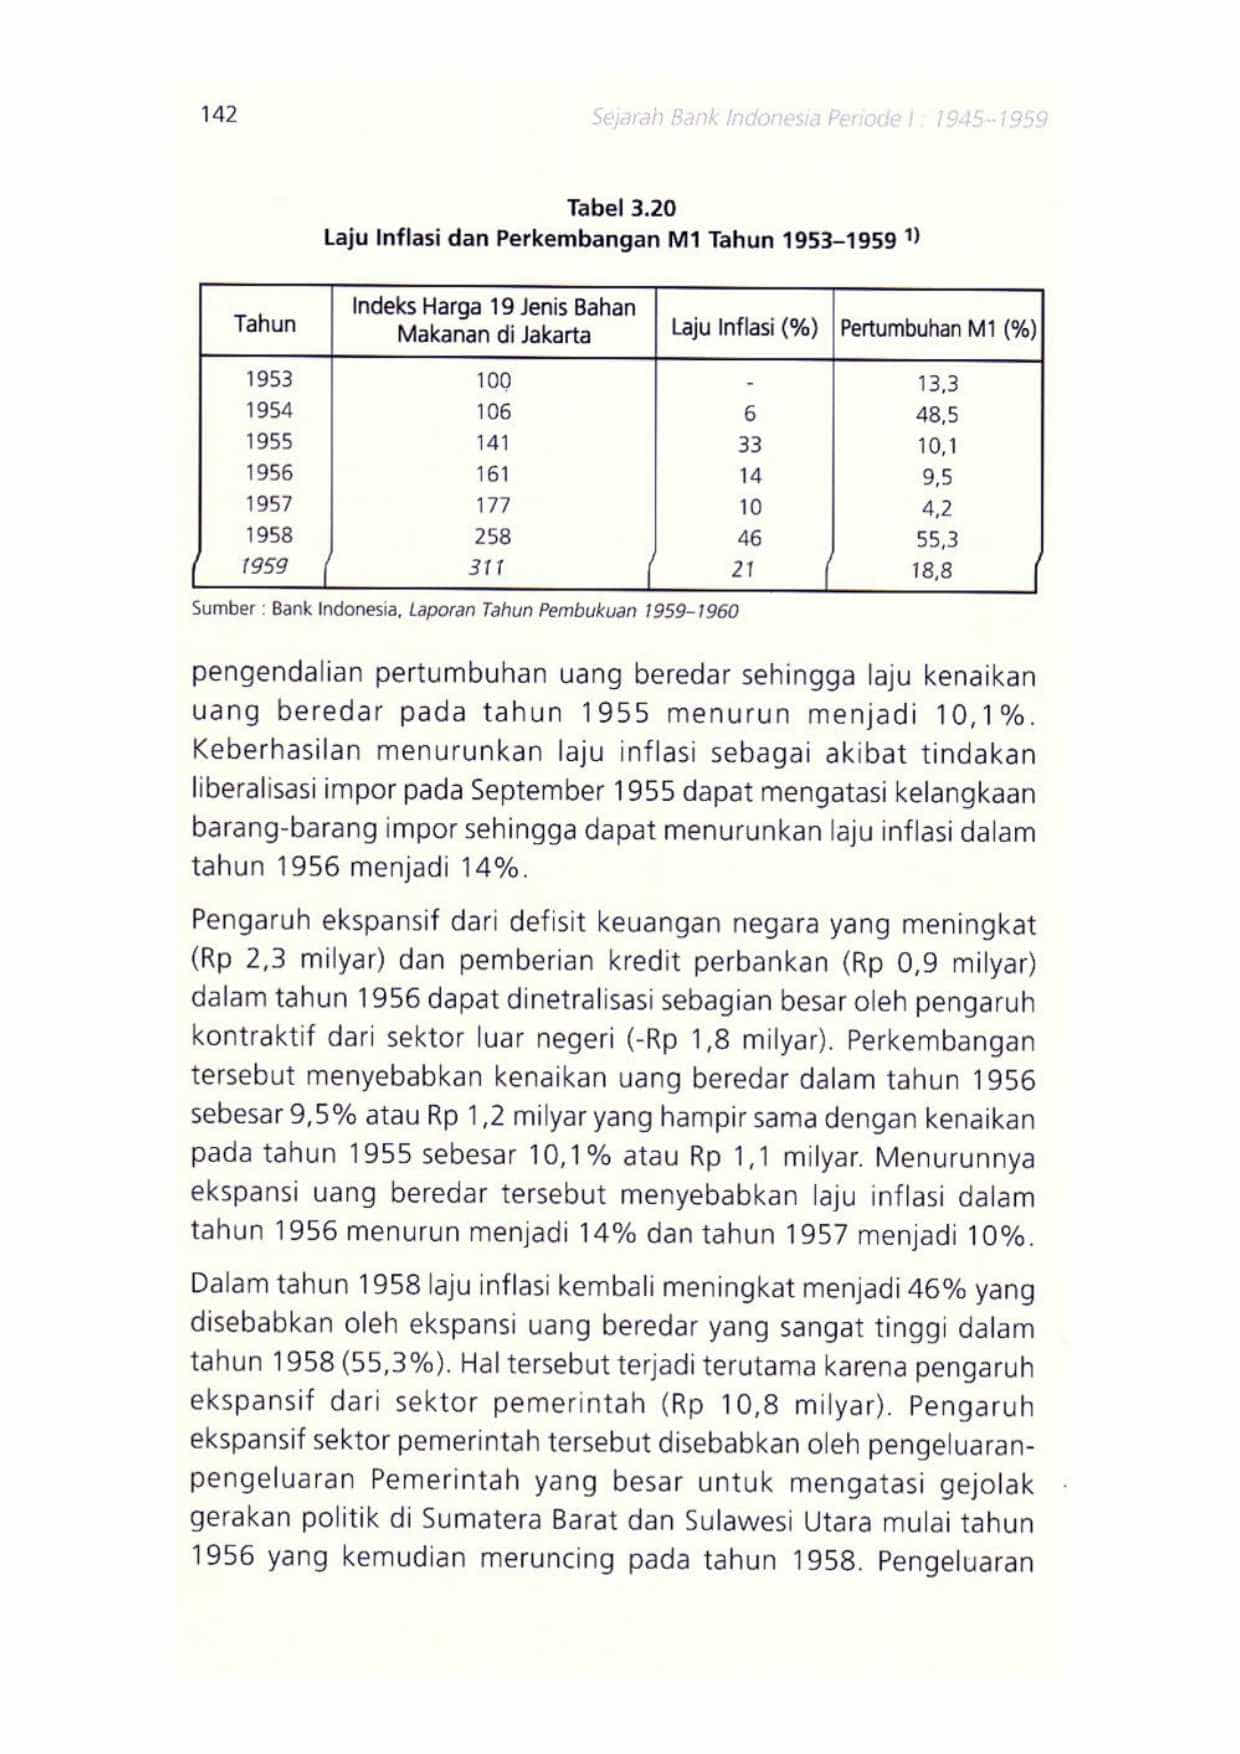 142
Sejarah Bank Indonesia Periode I : 1945–1959
Tabel 3.20
Laju Inflasi dan Perkembangan M1 Tahun 1953–1959 1)
Tahun Indeks Harga 19 Jenis Bahan Makanan di Jakarta Laju Inflasi (%) Pertumbuhan M1 (%)
1953 100 - 13,3
1954 106 6 48,5
1955 141 33 10,1
1956 161 14 9,5
1957 177 10 4,2
1958 258 46 55,3
1959 311 21 18,8
Sumber : Bank Indonesia, Laporan Tahun Pembukuan 1959–1960
pengendalian pertumbuhan uang beredar sehingga laju kenaikan
uang beredar pada tahun 1955 menurun menjadi 10,1%.
Keberhasilan menurunkan laju inflasi sebagai akibat tindakan
liberalisasi impor pada September 1955 dapat mengatasi kelangkaan
barang-barang impor sehingga dapat menurunkan laju inflasi dalam
tahun 1956 menjadi 14%.
Pengaruh ekspansif dari defisit keuangan negara yang meningkat
(Rp 2,3 milyar) dan pemberian kredit perbankan (Rp 0,9 milyar)
dalam tahun 1956 dapat dinetralisasi sebagian besar oleh pengaruh
kontraktif dari sektor luar negeri (-Rp 1,8 milyar). Perkembangan
tersebut menyebabkan kenaikan uang beredar dalam tahun 1956
sebesar 9,5% atau Rp 1,2 milyar yang hampir sama dengan kenaikan
pada tahun 1955 sebesar 10,1% atau Rp 1,1 milyar. Menurunnya
ekspansi uang beredar tersebut menyebabkan laju inflasi dalam
tahun 1956 menurun menjadi 14% dan tahun 1957 menjadi 10%.
Dalam tahun 1958 laju inflasi kembali meningkat menjadi 46% yang
disebabkan oleh ekspansi uang beredar yang sangat tinggi dalam
tahun 1958 (55,3%). Hal tersebut terjadi terutama karena pengaruh
ekspansif dari sektor pemerintah (Rp 10,8 milyar). Pengaruh
ekspansif sektor pemerintah tersebut disebabkan oleh pengeluaran-
pengeluaran Pemerintah yang besar untuk mengatasi gejolak
gerakan politik di Sumatera Barat dan Sulawesi Utara mulai tahun
1956 yang kemudian meruncing pada tahun 1958. Pengeluaran